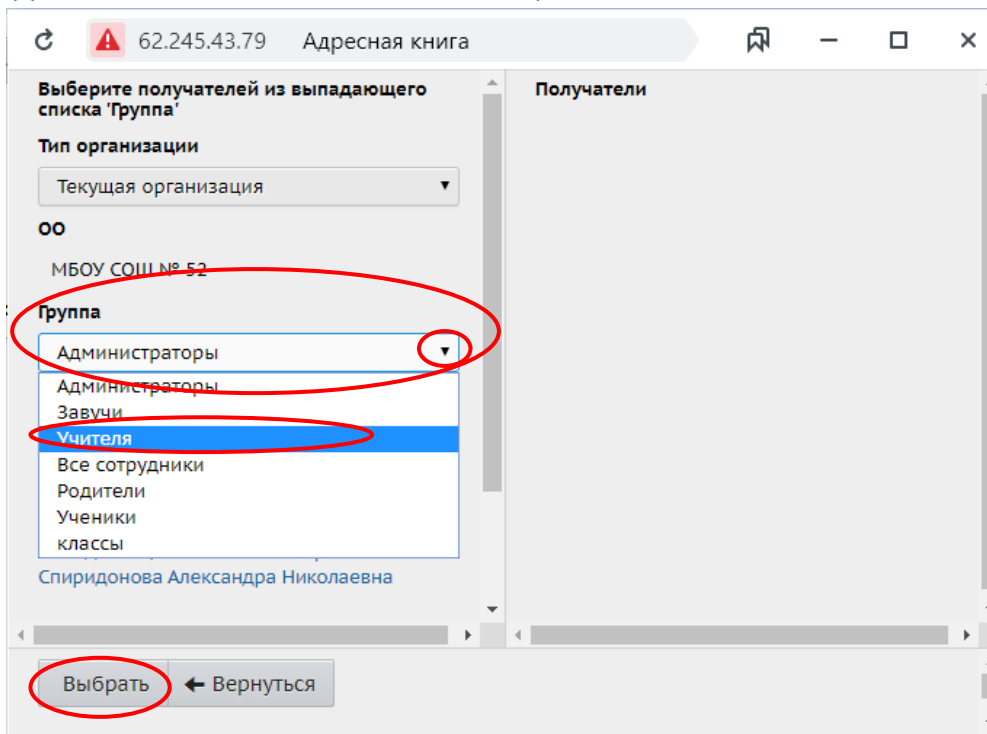 62.245.43.79 Адресная книга
Выберите получателей из выпадающего
списка 'Группа'
Тип организации
Текущая организация
ОО
МБОУ СОШ № 52
Группа
Администраторы
Администраторы
Завучи
Учителя
Все сотрудники
Родители
Ученики
классы
Спиридонова Александра Николаевна
Получатели
Выбрать
Вернуться